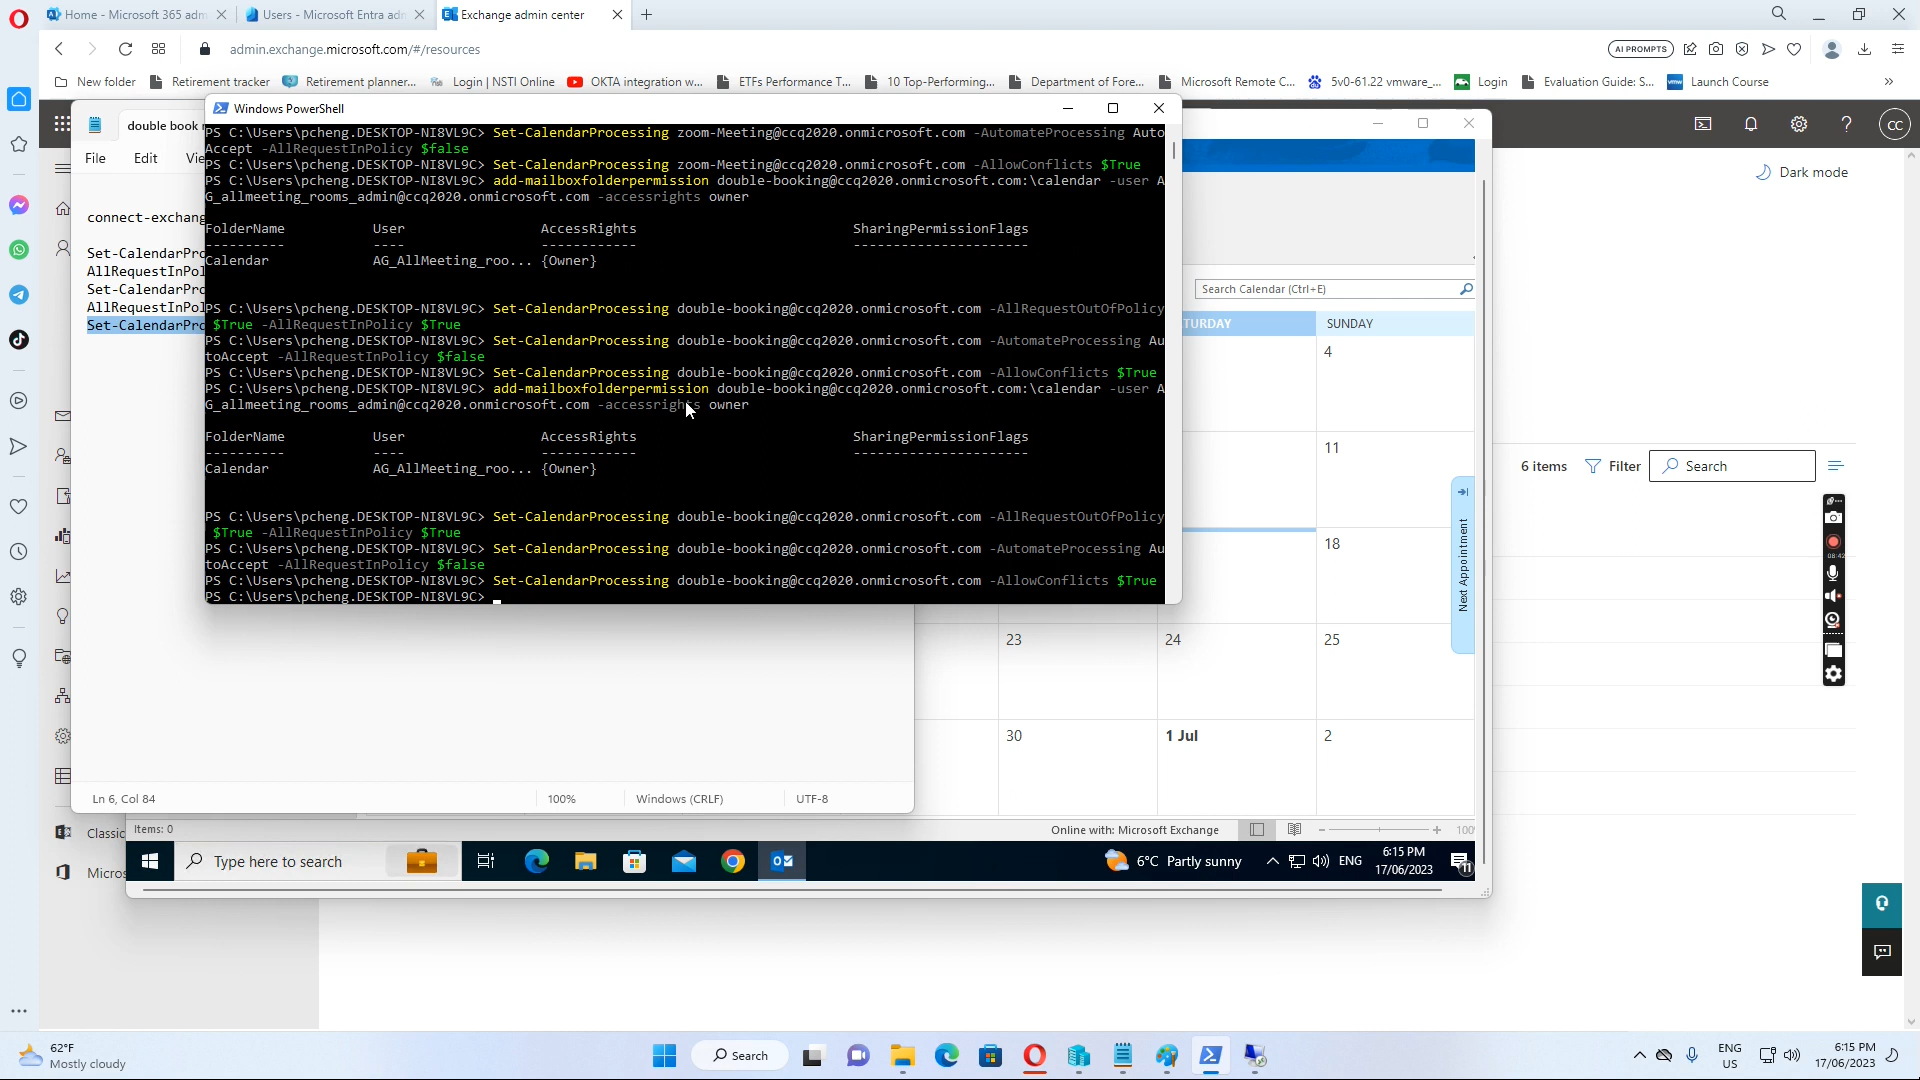 Home - Microsoft 365 adm
Users - Microsoft Entra adr
Exchange admin center
admin.exchange.microsoft.com/#/resources
AI PROMPTS
New folder
Retirement tracker
Retirement planner...
Login | NSTI Online
OKTA integration w...
ETFs Performance T...
10 Top-Performing...
Department of Fore...
Microsoft Remote C...
5v0-61.22 vmware_...
Login
Evaluation Guide: S...
Launch Course
double book
File Edit
connect-exchang
Set-CalendarPro
AllRequestInPol
Set-CalendarPro
AllRequestInPol
Set-CalendarPro
Ln 6, Col 84
100%
Windows (CRLF)
UTF-8
Windows PowerShell
PS C:\Users\pcheng.DESKTOP-NI8VL9C> Set-CalendarProcessing zoom-Meeting@ccq2020.onmicrosoft.com -AutomateProcessing Auto
Accept -AllRequestInPolicy $false
PS C:\Users\pcheng.DESKTOP-NI8VL9C> Set-CalendarProcessing zoom-Meeting@ccq2020.onmicrosoft.com -AllowConflicts $True
PS C:\Users\pcheng.DESKTOP-NI8VL9C> add-mailboxfolderpermission double-booking@ccq2020.onmicrosoft.com:\calendar -user A
G_allmeeting_rooms_admin@ccq2020.onmicrosoft.com -accessrights owner
FolderName User AccessRights SharingPermissionFlags
---------- ---- ------------ ----------------------
Calendar AG_AllMeeting_roo... {Owner}
PS C:\Users\pcheng.DESKTOP-NI8VL9C> Set-CalendarProcessing double-booking@ccq2020.onmicrosoft.com -AllRequestOutOfPolicy
$True -AllRequestInPolicy $True
PS C:\Users\pcheng.DESKTOP-NI8VL9C> Set-CalendarProcessing double-booking@ccq2020.onmicrosoft.com -AutomateProcessing Au
toAccept -AllRequestInPolicy $false
PS C:\Users\pcheng.DESKTOP-NI8VL9C> Set-CalendarProcessing double-booking@ccq2020.onmicrosoft.com -AllowConflicts $True
PS C:\Users\pcheng.DESKTOP-NI8VL9C> add-mailboxfolderpermission double-booking@ccq2020.onmicrosoft.com:\calendar -user A
G_allmeeting_rooms_admin@ccq2020.onmicrosoft.com -accessrights owner
FolderName User AccessRights SharingPermissionFlags
---------- ---- ------------ ----------------------
Calendar AG_AllMeeting_roo... {Owner}
PS C:\Users\pcheng.DESKTOP-NI8VL9C> Set-CalendarProcessing double-booking@ccq2020.onmicrosoft.com -AllRequestOutOfPolicy
$True -AllRequestInPolicy $True
PS C:\Users\pcheng.DESKTOP-NI8VL9C> Set-CalendarProcessing double-booking@ccq2020.onmicrosoft.com -AutomateProcessing Au
toAccept -AllRequestInPolicy $false
PS C:\Users\pcheng.DESKTOP-NI8VL9C> Set-CalendarProcessing double-booking@ccq2020.onmicrosoft.com -AllowConflicts $True
PS C:\Users\pcheng.DESKTOP-NI8VL9C>
CC
Dark mode
Search Calendar (Ctrl+E)
TURDAY SUNDAY
4
11
18
23 24 25
30 1 Jul 2
Next Appointment
6 items
Filter
Search
08:42
Classic
Micros
Items: 0
Online with: Microsoft Exchange
100
Type here to search
6°C Partly sunny
ENG
6:15 PM
17/06/2023
11
62°F
Mostly cloudy
Search
ENG
US
6:15 PM
17/06/2023